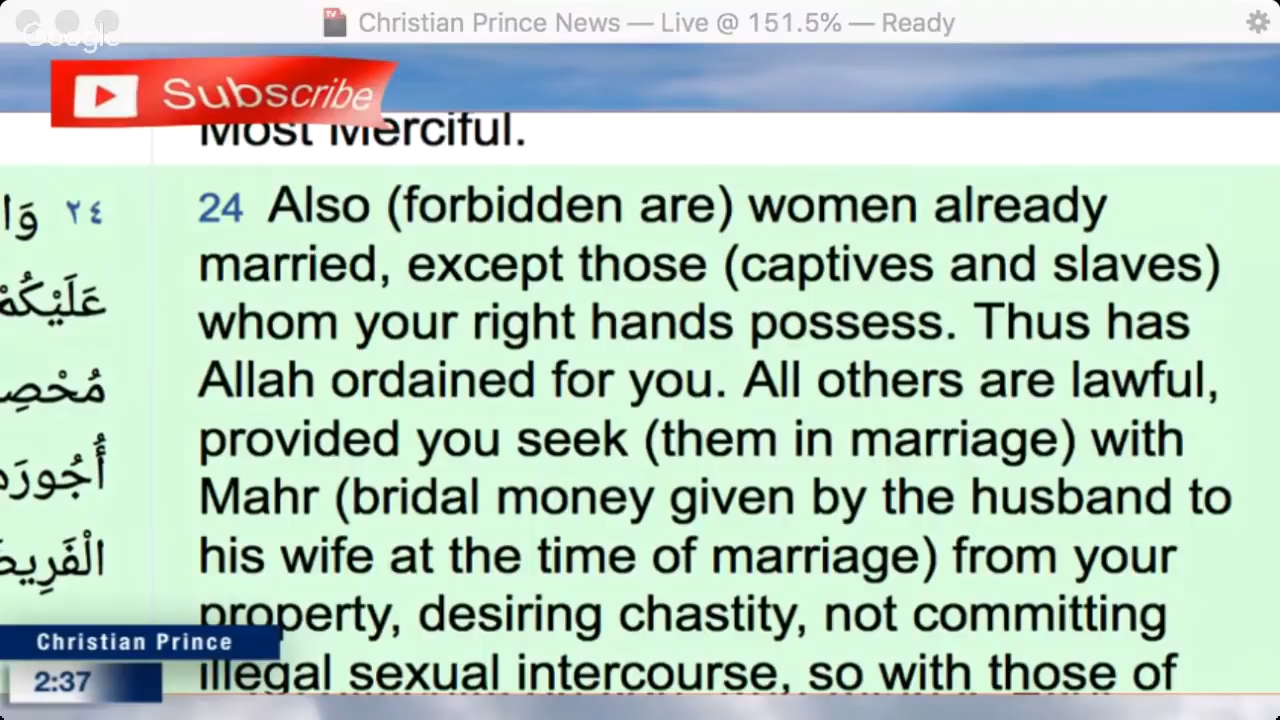 Christian Prince News — Live @ 151.5% — Ready
Google
Subscribe
Most Merciful.
24 Also (forbidden are) women already
married, except those (captives and slaves)
whom your right hands possess. Thus has
Allah ordained for you. All others are lawful,
provided you seek (them in marriage) with
Mahr (bridal money given by the husband to
his wife at the time of marriage) from your
property, desiring chastity, not committing
illegal sexual intercourse, so with those of
٢٤
عَلَيْكُمْ
Christian Prince
2:37